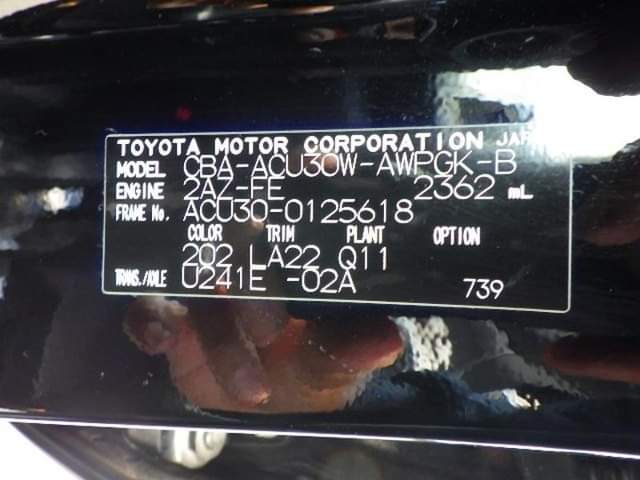 TOYOTA MOTOR CORPORATION JAPAN
MODEL CBA-ACU30W-AWPGK-B
ENGINE 2AZ-FE 2362 mL
FRAME No. ACU30-0125618
COLOR TRIM PLANT OPTION
202 LA22 Q11
TRANS./AXLE U241E -02A 739